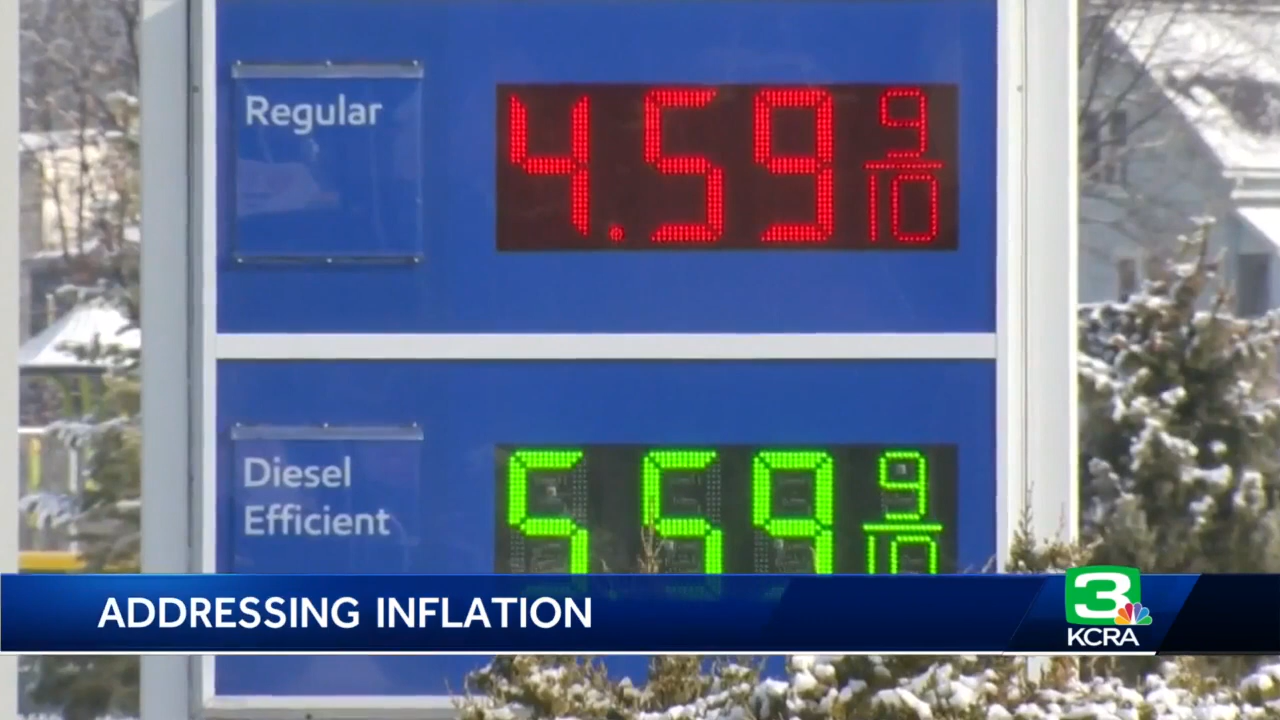 Regular
4.59 9/10
Diesel
Efficient
5.59 9/10
ADDRESSING INFLATION
3
KCRA